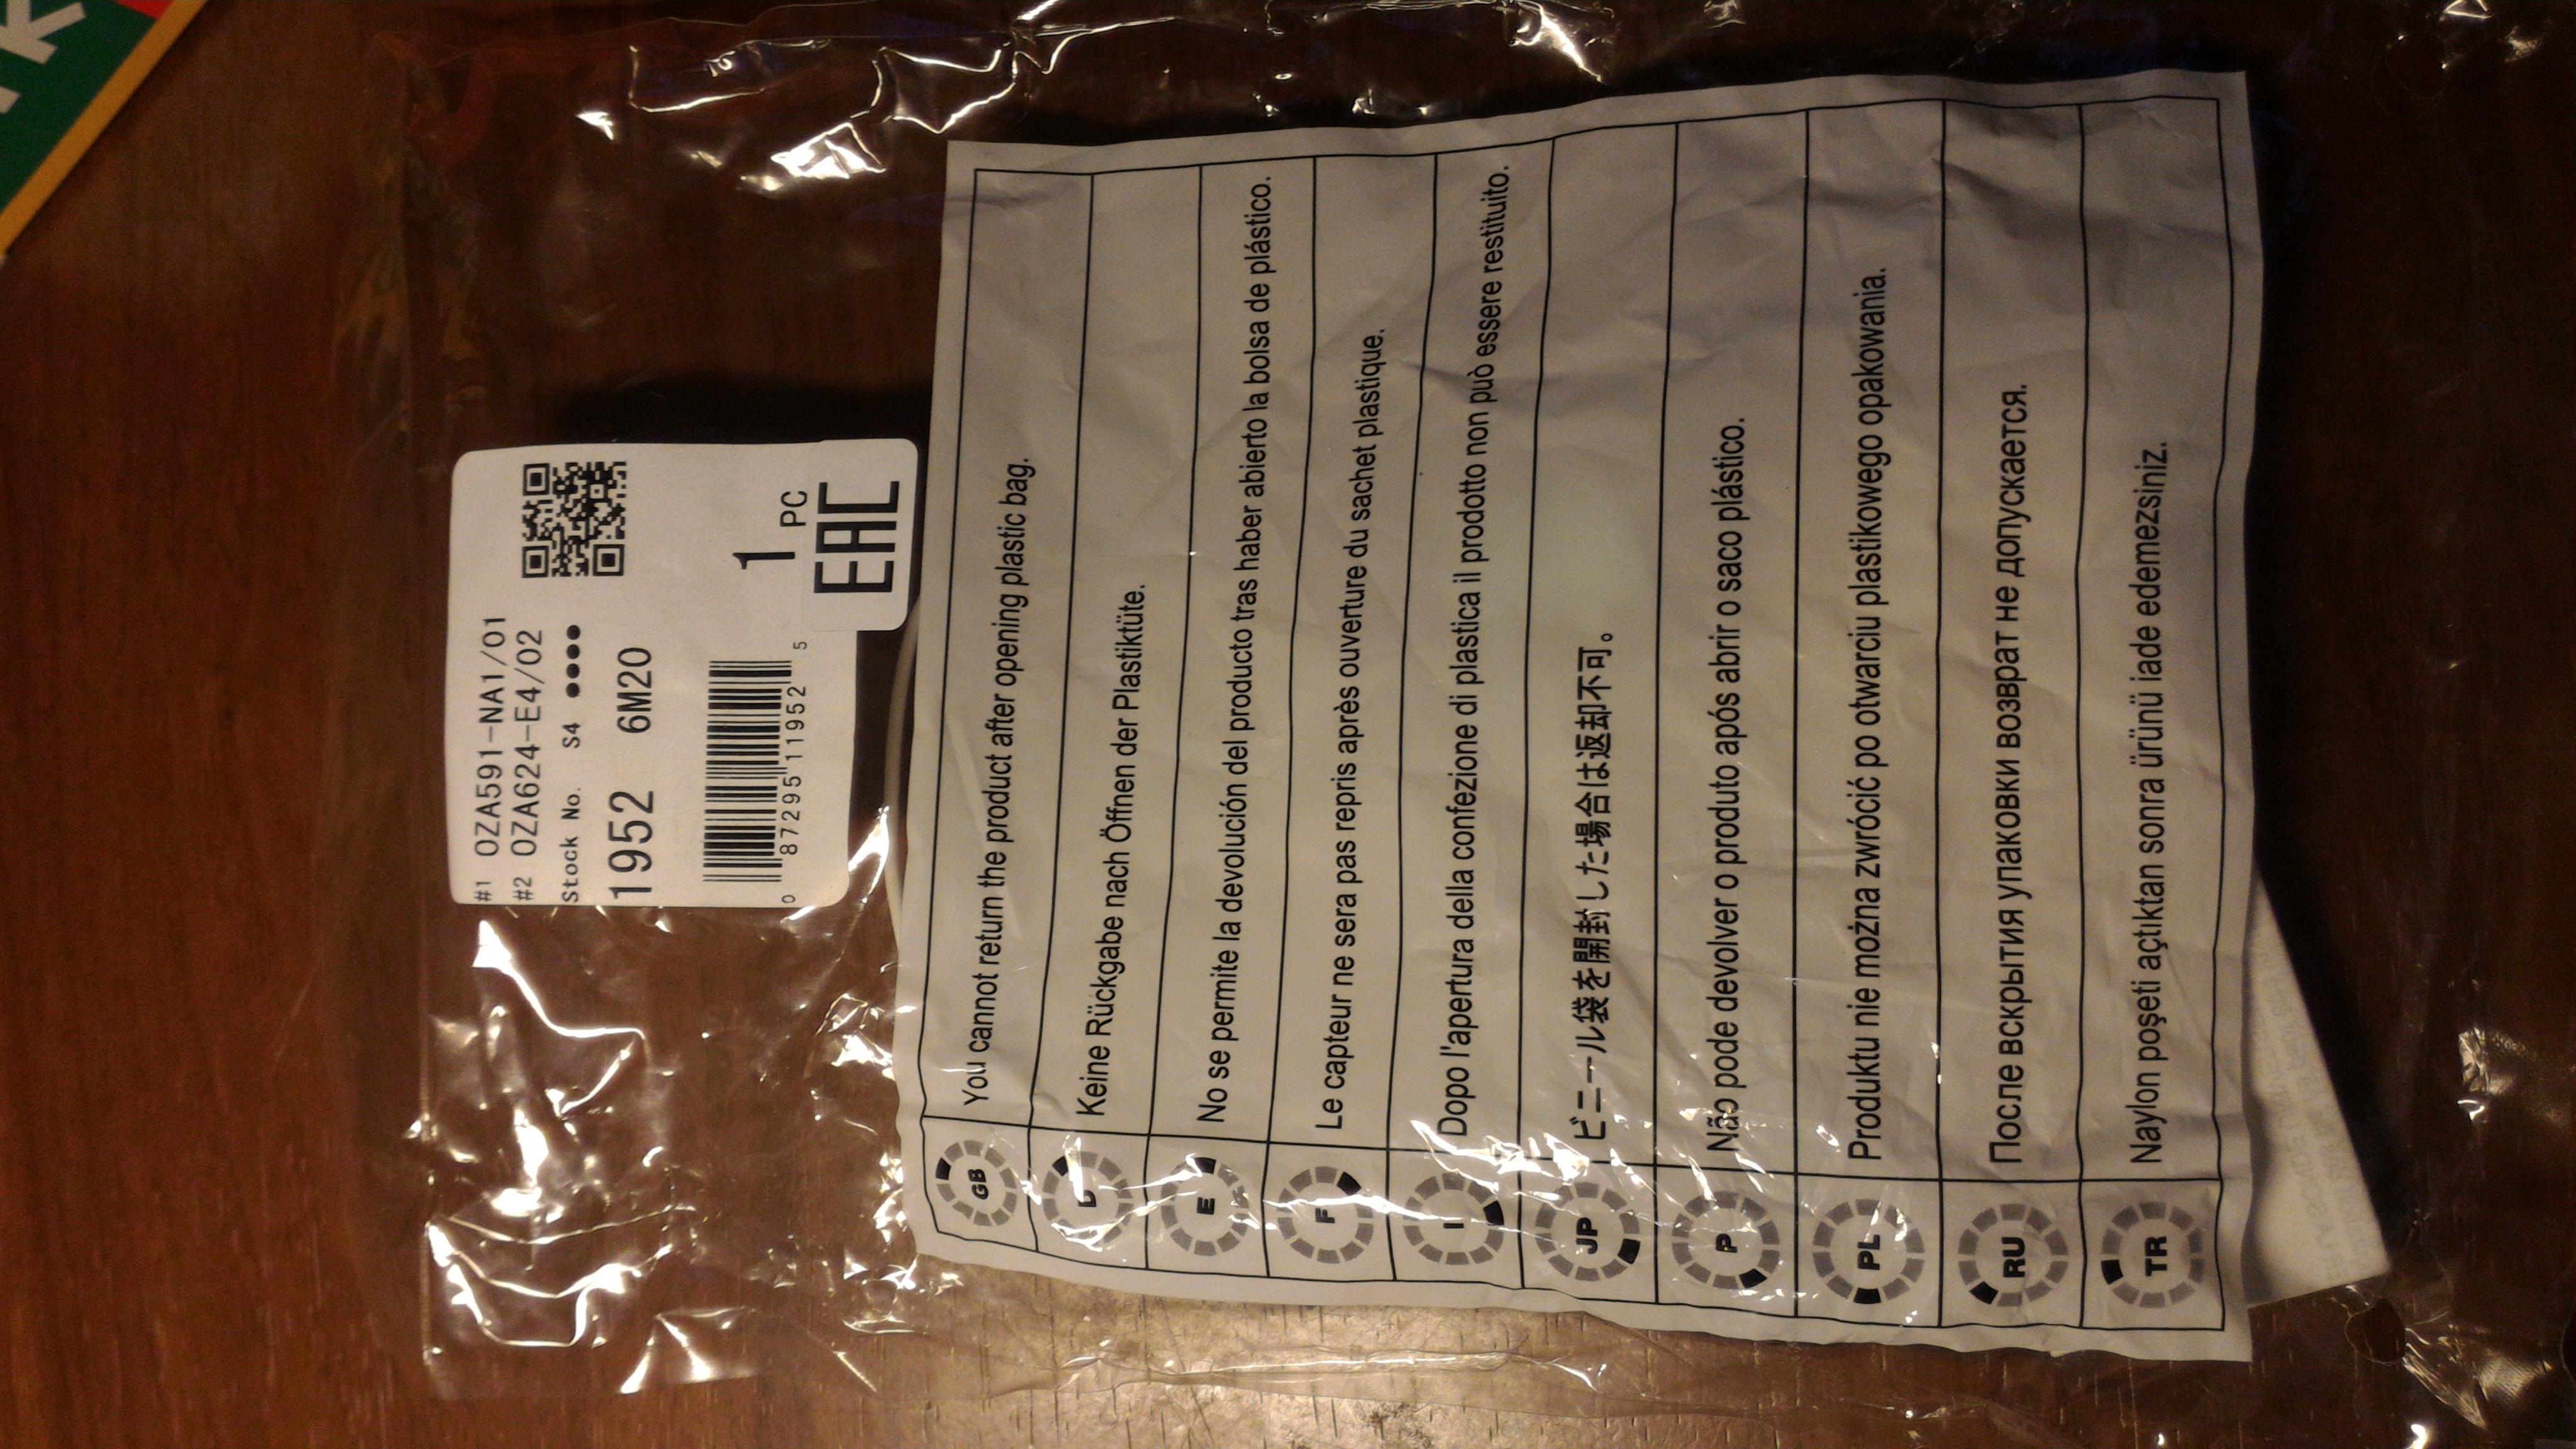 #1 OZA591-NA1/01
#2 OZA624-E4/02
Stock No. S4 ●●●●
1952 6M20
1 PC
0 87295 11952 5
EAC
GB You cannot return the product after opening plastic bag.
D Keine Rückgabe nach Öffnen der Plastiktüte.
E No se permite la devolución del producto tras haber abierto la bolsa de plástico.
F Le capteur ne sera pas repris après ouverture du sachet plastique.
I Dopo l'apertura della confezione di plastica il prodotto non può essere restituito.
JP ビニール袋を開封した場合は返却不可。
P Não pode devolver o produto após abrir o saco plástico.
PL Produktu nie można zwrócić po otwarciu plastikowego opakowania.
RU После вскрытия упаковки возврат не допускается.
TR Naylon poşeti açtıktan sonra ürünü iade edemezsiniz.